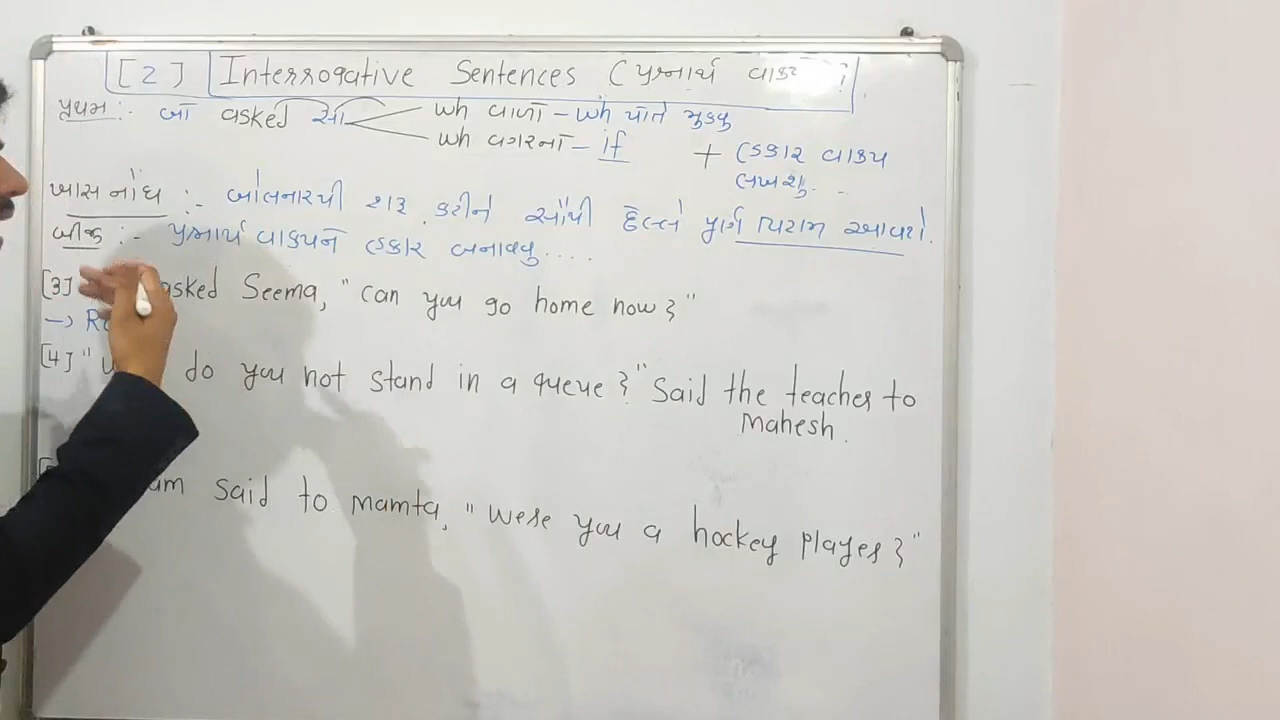 [2] Interrogative Sentences (પ્રશ્નાર્થ વાક્ય ?)
પ્રથમ :- બૉ asked સૉ wh વાળા – wh પોતે મુકવુ
wh વગરના – if + હકાર વાક્ય
લખશુ. . .
ખાસ નોંધ :- બોલનારથી શરૂ કરીને સૌથી છેલ્લે પૂર્ણ વિરામ આવશે.
બીજુ :- પ્રશ્નાર્થ વાક્યને હકાર બનાવવુ....
[3] asked Seema, "can you go home now?"
→
[4] " do you not stand in a queue?" said the teacher to
Mahesh.
said to mamta, "were you a hockey player?"